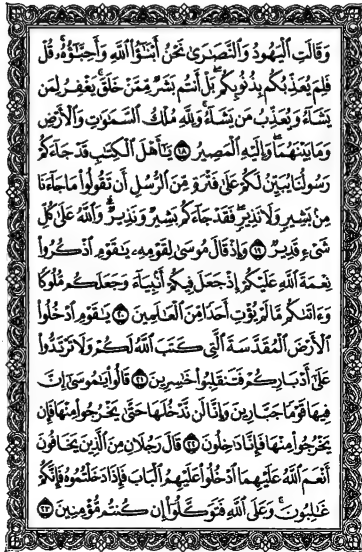 وَقَالَتِ ٱلْيَهُودُ وَٱلنَّصَٰرَىٰ نَحْنُ أَبْنَٰٓؤُا۟ ٱللَّهِ وَأَحِبَّٰٓؤُهُۥ ۚ قُلْ
فَلِمَ يُعَذِّبُكُم بِذُنُوبِكُم ۖ بَلْ أَنتُم بَشَرٌ مِّمَّنْ خَلَقَ ۚ يَغْفِرُ لِمَن
يَشَآءُ وَيُعَذِّبُ مَن يَشَآءُ ۚ وَلِلَّهِ مُلْكُ ٱلسَّمَٰوَٰتِ وَٱلْأَرْضِ
وَمَا بَيْنَهُمَا ۖ وَإِلَيْهِ ٱلْمَصِيرُ ١٨ يَٰٓأَهْلَ ٱلْكِتَٰبِ قَدْ جَآءَكُمْ
رَسُولُنَا يُبَيِّنُ لَكُمْ عَلَىٰ فَتْرَةٍ مِّنَ ٱلرُّسُلِ أَن تَقُولُوا۟ مَا جَآءَنَا
مِنۢ بَشِيرٍ وَلَا نَذِيرٍ ۖ فَقَدْ جَآءَكُم بَشِيرٌ وَنَذِيرٌ ۗ وَٱللَّهُ عَلَىٰ كُلِّ
شَىْءٍ قَدِيرٌ ١٩ وَإِذْ قَالَ مُوسَىٰ لِقَوْمِهِۦ يَٰقَوْمِ ٱذْكُرُوا۟
نِعْمَةَ ٱللَّهِ عَلَيْكُمْ إِذْ جَعَلَ فِيكُمْ أَنۢبِيَآءَ وَجَعَلَكُم مُّلُوكًا
وَءَاتَىٰكُم مَّا لَمْ يُؤْتِ أَحَدًا مِّنَ ٱلْعَٰلَمِينَ ٢٠ يَٰقَوْمِ ٱدْخُلُوا۟
ٱلْأَرْضَ ٱلْمُقَدَّسَةَ ٱلَّتِى كَتَبَ ٱللَّهُ لَكُمْ وَلَا تَرْتَدُّوا۟
عَلَىٰٓ أَدْبَارِكُمْ فَتَنقَلِبُوا۟ خَٰسِرِينَ ٢١ قَالُوا۟ يَٰمُوسَىٰٓ إِنَّ
فِيهَا قَوْمًا جَبَّارِينَ وَإِنَّا لَن نَّدْخُلَهَا حَتَّىٰ يَخْرُجُوا۟ مِنْهَا فَإِن
يَخْرُجُوا۟ مِنْهَا فَإِنَّا دَٰخِلُونَ ٢٢ قَالَ رَجُلَانِ مِنَ ٱلَّذِينَ يَخَافُونَ
أَنْعَمَ ٱللَّهُ عَلَيْهِمَا ٱدْخُلُوا۟ عَلَيْهِمُ ٱلْبَابَ فَإِذَا دَخَلْتُمُوهُ فَإِنَّكُمْ
غَٰلِبُونَ ۚ وَعَلَى ٱللَّهِ فَتَوَكَّلُوٓا۟ إِن كُنتُم مُّؤْمِنِينَ ٢٣